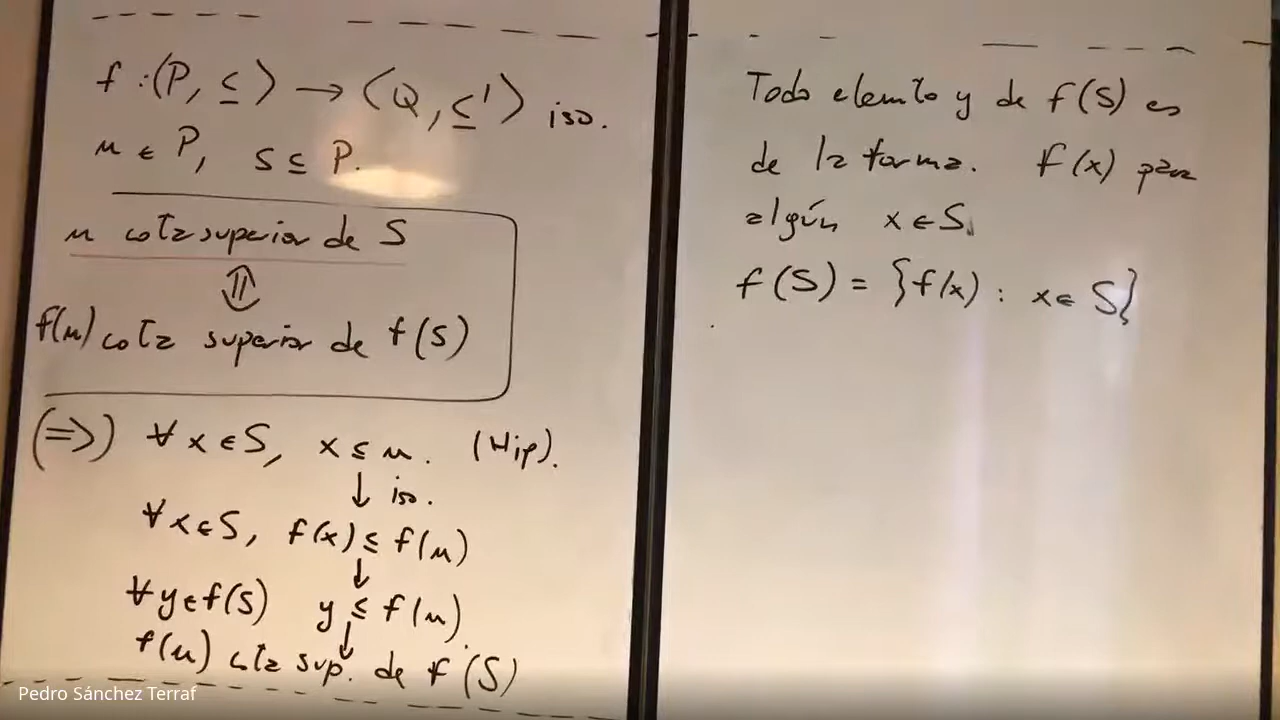 f : ⟨P, ≤⟩ → ⟨Q, ≤'⟩ iso.
u ∈ P, S ⊆ P.
u cota superior de S
⇕
f(u) cota superior de f(S)
(⇒) ∀ x ∈ S, x ≤ u. (Hip).
↓ iso.
∀ x ∈ S, f(x) ≤ f(u)
↓
∀ y ∈ f(S) y ≤ f(u).
↓
f(u) cota sup. de f(S)
Todo elemento y de f(S) es
de la forma. f(x) para
algún x ∈ S.
f(S) = {f(x) : x ∈ S}
Pedro Sánchez Terraf